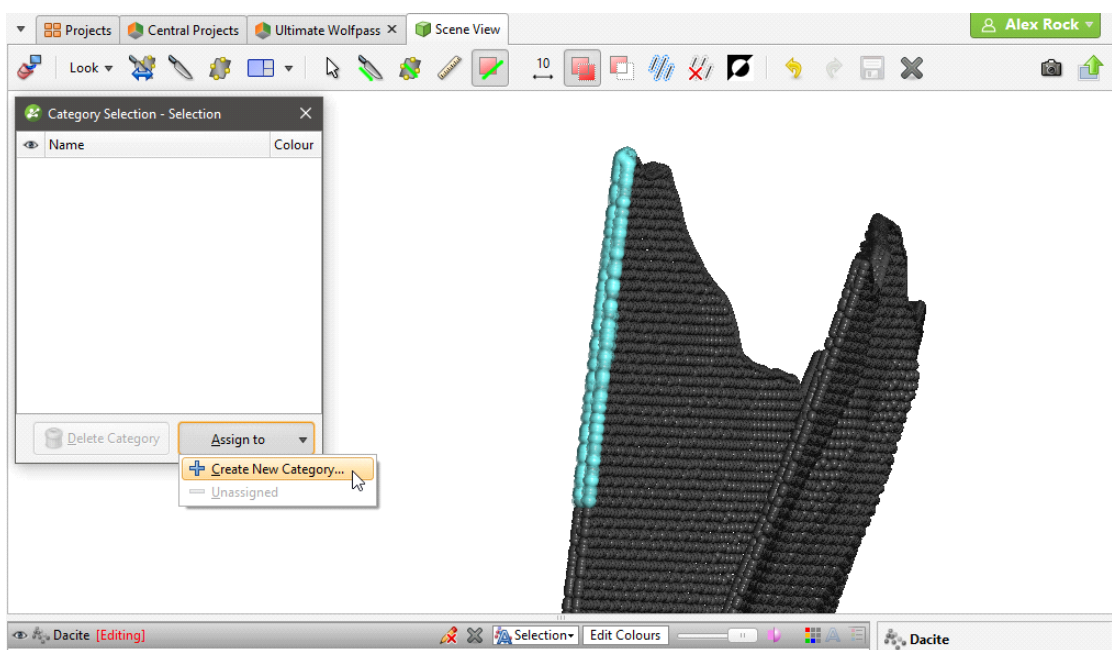 Projects Central Projects Ultimate Wolfpass Scene View Alex Rock
Look 10
Category Selection - Selection
Name Colour
Delete Category Assign to
Create New Category...
Unassigned
Dacite [Editing] Selection Edit Colours A Dacite